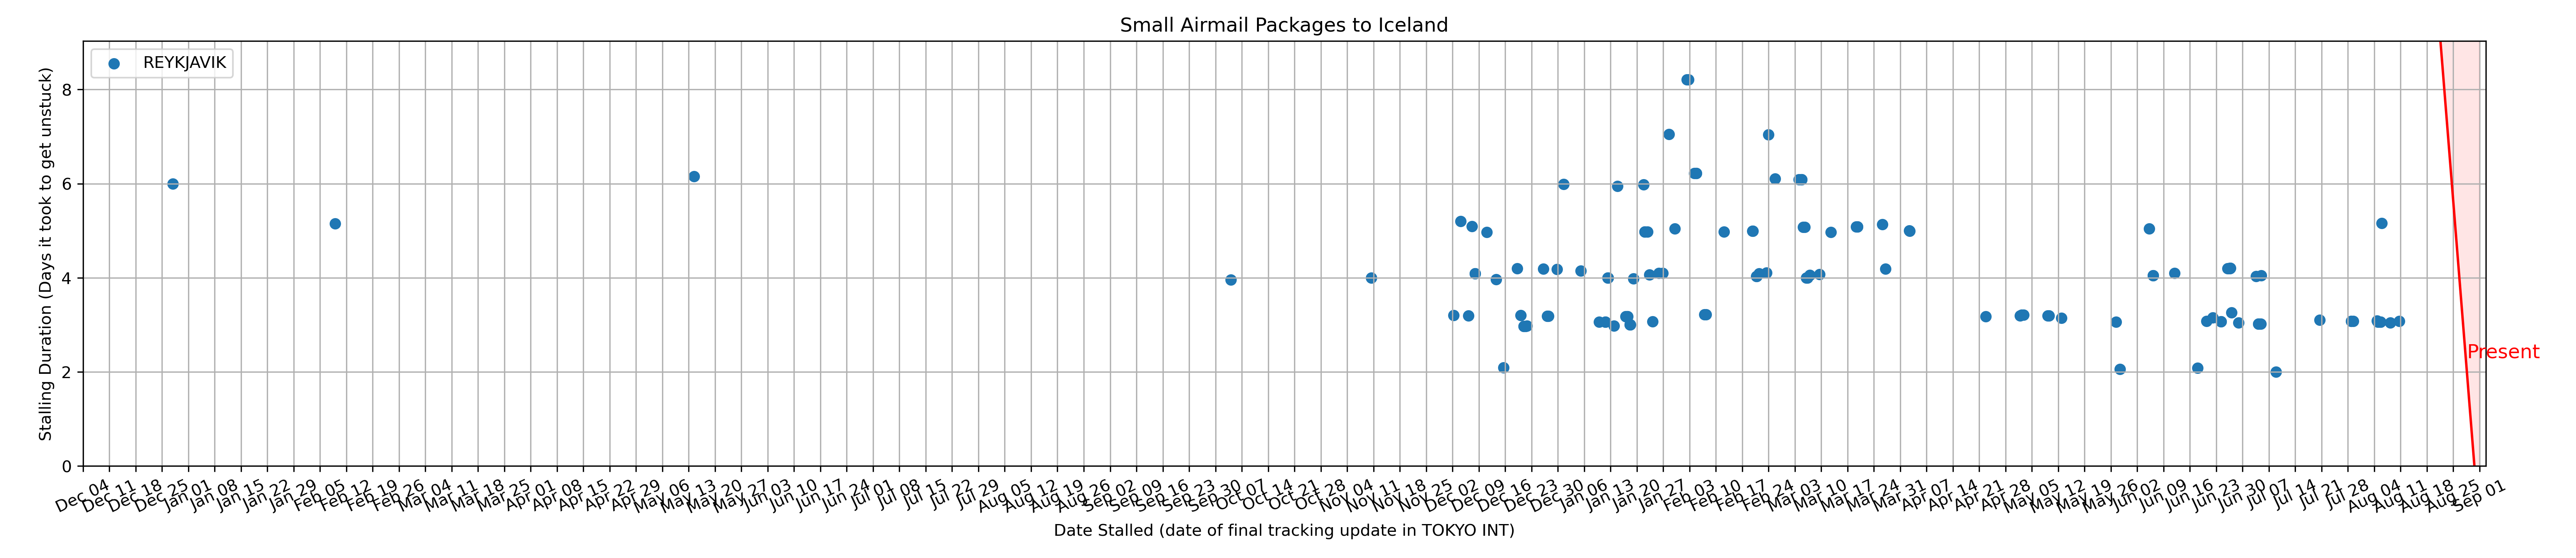 Small Airmail Packages to Iceland
REYKJAVIK
Stalling Duration (Days it took to get unstuck)
8
6
4
2
0
Present
Dec 04 Dec 11 Dec 18 Dec 25 Jan 01 Jan 08 Jan 15 Jan 22 Jan 29 Feb 05 Feb 12 Feb 19 Feb 26 Mar 04 Mar 11 Mar 18 Mar 25 Apr 01 Apr 08 Apr 15 Apr 22 Apr 29 May 06 May 13 May 20 May 27 Jun 03 Jun 10 Jun 17 Jun 24 Jul 01 Jul 08 Jul 15 Jul 22 Jul 29 Aug 05 Aug 12 Aug 19 Aug 26 Sep 02 Sep 09 Sep 16 Sep 23 Sep 30 Oct 07 Oct 14 Oct 21 Oct 28 Nov 04 Nov 11 Nov 18 Nov 25 Dec 02 Dec 09 Dec 16 Dec 23 Dec 30 Jan 06 Jan 13 Jan 20 Jan 27 Feb 03 Feb 10 Feb 17 Feb 24 Mar 03 Mar 10 Mar 17 Mar 24 Mar 31 Apr 07 Apr 14 Apr 21 Apr 28 May 05 May 12 May 19 May 26 Jun 02 Jun 09 Jun 16 Jun 23 Jun 30 Jul 07 Jul 14 Jul 21 Jul 28 Aug 04 Aug 11 Aug 18 Aug 25 Sep 01
Date Stalled (date of final tracking update in TOKYO INT)